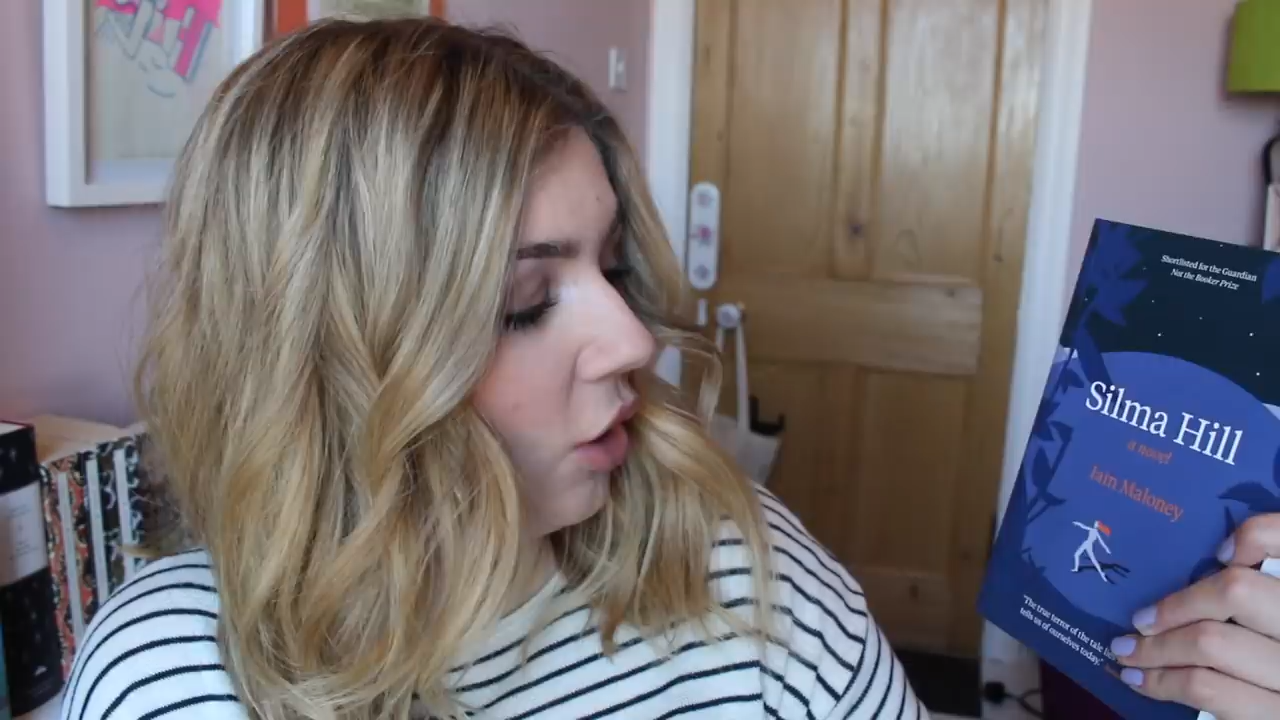 Shortlisted for the Guardian
Not the Booker Prize
Silma Hill
a novel
Iain Maloney
"The true terror of the tale lies
tells us of ourselves today."